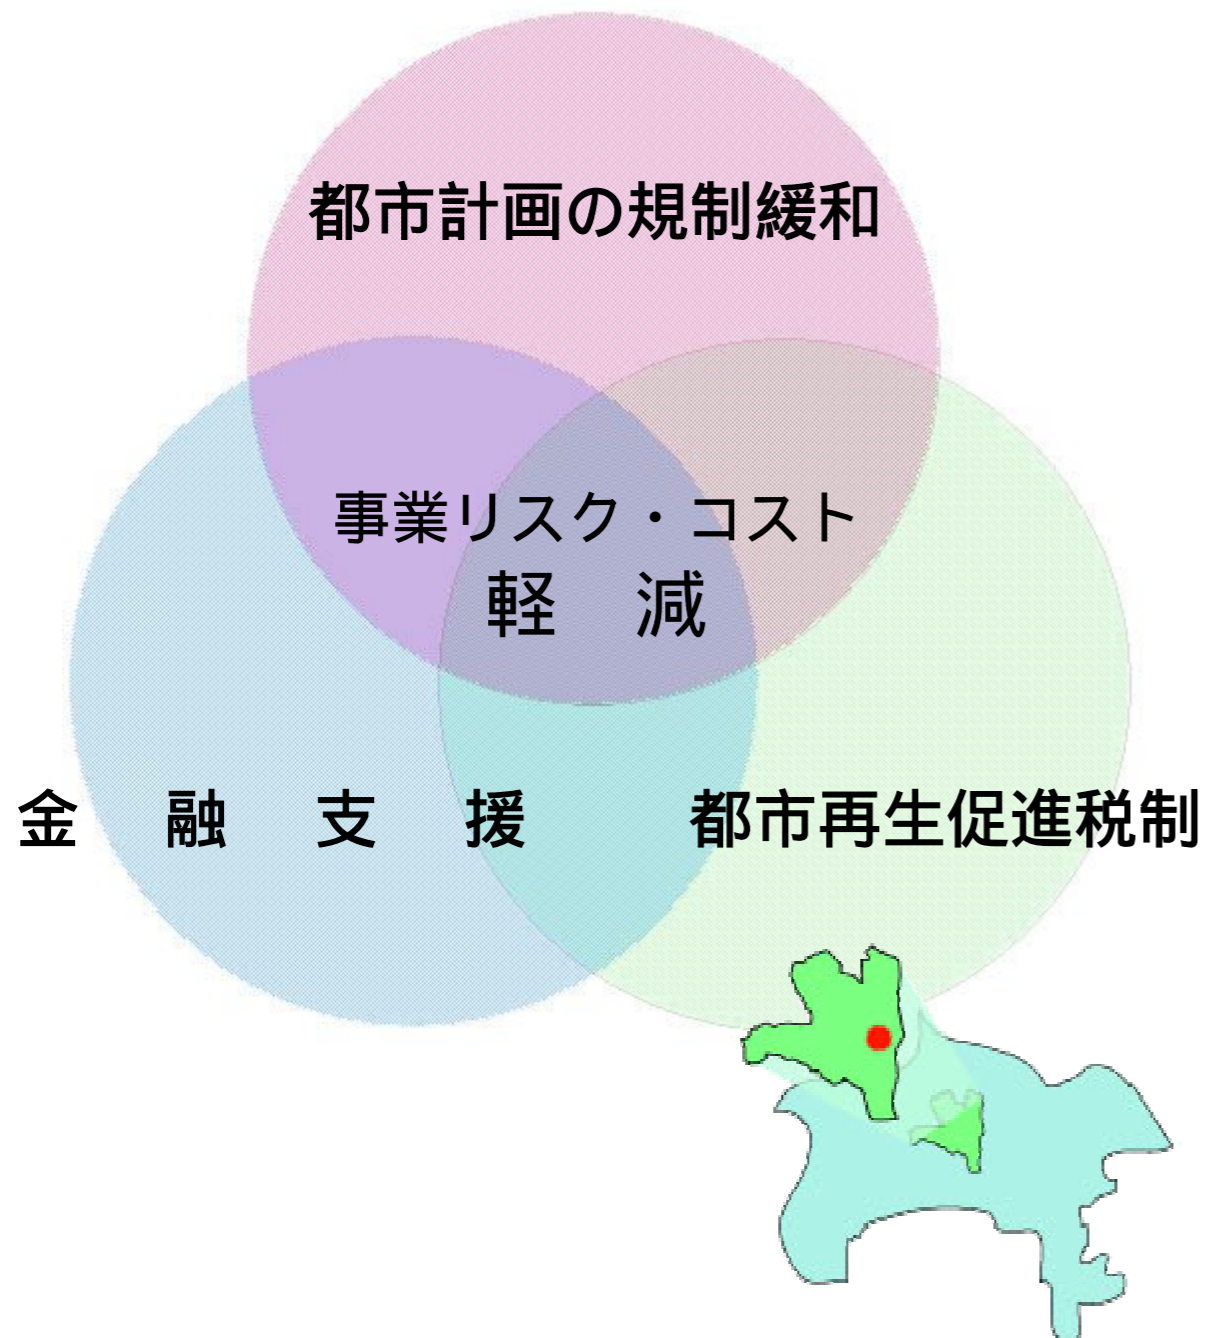 都市計画の規制緩和
事業リスク・コスト
軽　減
金　融　支　援
都市再生促進税制